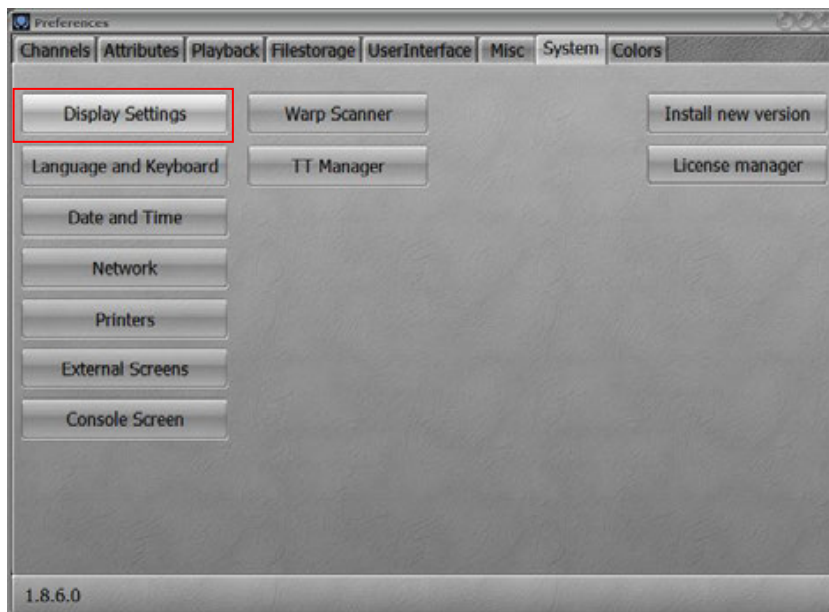 Preferences
Channels Attributes Playback Filestorage UserInterface Misc System Colors
Display Settings Warp Scanner Install new version
Language and Keyboard TT Manager License manager
Date and Time
Network
Printers
External Screens
Console Screen
1.8.6.0